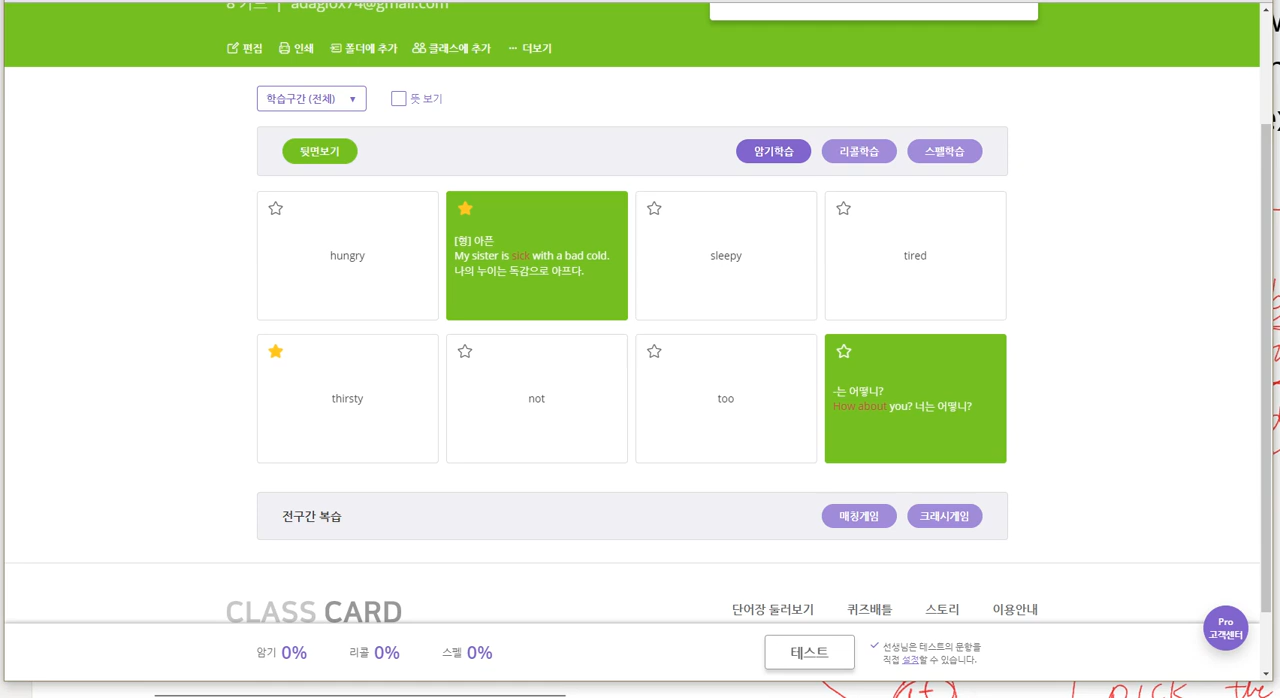 8 카드 | adagiox74@gmail.com
편집 인쇄 폴더에 추가 클래스에 추가 ··· 더보기
학습구간 (전체) ▼ 뜻 보기
뒷면보기 암기학습 리콜학습 스펠학습
hungry
[형] 아픈
My sister is sick with a bad cold.
나의 누이는 독감으로 아프다.
sleepy
tired
thirsty
not
too
-는 어떻니?
How about you? 너는 어떻니?
전구간 복습 매칭게임 크래시게임
CLASS CARD
단어장 둘러보기 퀴즈배틀 스토리 이용안내
Pro
고객센터
암기 0% 리콜 0% 스펠 0%
테스트
선생님은 테스트의 문항을
직접 설정할 수 있습니다.
pick the